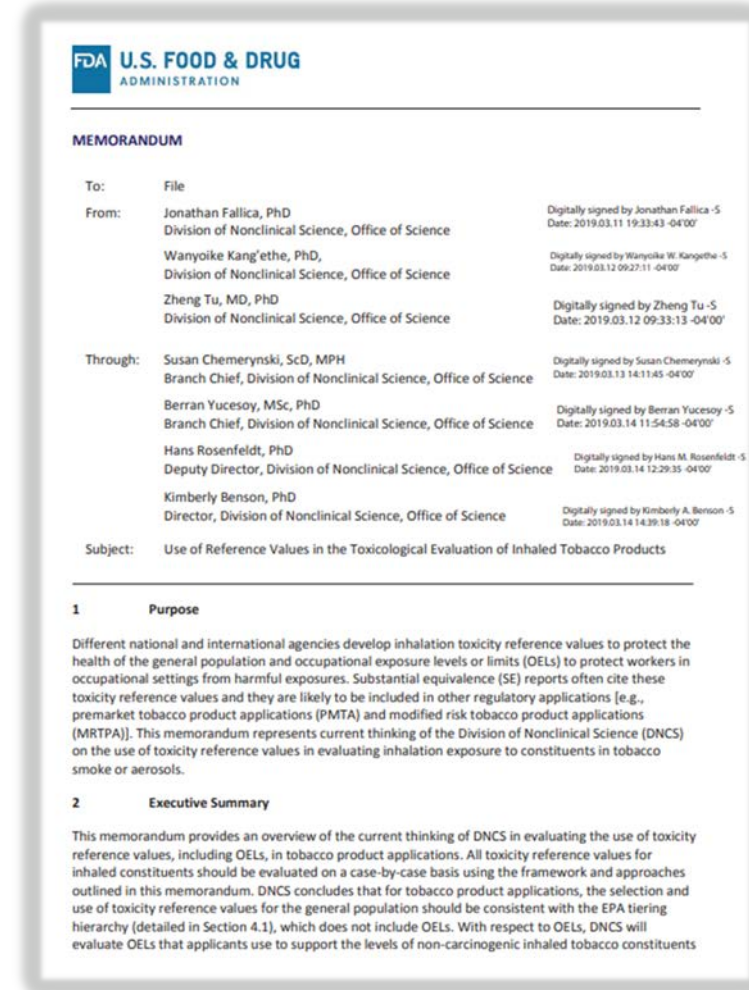 FDA U.S. FOOD & DRUG
ADMINISTRATION
MEMORANDUM
To: File
From: Jonathan Fallica, PhD Digitally signed by Jonathan Fallica -S
Division of Nonclinical Science, Office of Science Date: 2019.03.11 19:33:43 -04'00'
Wanyoike Kang'ethe, PhD, Digitally signed by Wanyoike W. Kangethe -S
Division of Nonclinical Science, Office of Science Date: 2019.03.12 09:27:11 -04'00'
Zheng Tu, MD, PhD Digitally signed by Zheng Tu -S
Division of Nonclinical Science, Office of Science Date: 2019.03.12 09:33:13 -04'00'
Through: Susan Chemerynski, ScD, MPH Digitally signed by Susan Chemerynski -S
Branch Chief, Division of Nonclinical Science, Office of Science Date: 2019.03.13 14:11:45 -04'00'
Berran Yucesoy, MSc, PhD Digitally signed by Berran Yucesoy -S
Branch Chief, Division of Nonclinical Science, Office of Science Date: 2019.03.14 11:54:58 -04'00'
Hans Rosenfeldt, PhD Digitally signed by Hans M. Rosenfeldt -S
Deputy Director, Division of Nonclinical Science, Office of Science Date: 2019.03.14 12:29:35 -04'00'
Kimberly Benson, PhD Digitally signed by Kimberly A. Benson -S
Director, Division of Nonclinical Science, Office of Science Date: 2019.03.14 14:39:18 -04'00'
Subject: Use of Reference Values in the Toxicological Evaluation of Inhaled Tobacco Products
1 Purpose
Different national and international agencies develop inhalation toxicity reference values to protect the
health of the general population and occupational exposure levels or limits (OELs) to protect workers in
occupational settings from harmful exposures. Substantial equivalence (SE) reports often cite these
toxicity reference values and they are likely to be included in other regulatory applications [e.g.,
premarket tobacco product applications (PMTA) and modified risk tobacco product applications
(MRTPA)]. This memorandum represents current thinking of the Division of Nonclinical Science (DNCS)
on the use of toxicity reference values in evaluating inhalation exposure to constituents in tobacco
smoke or aerosols.
2 Executive Summary
This memorandum provides an overview of the current thinking of DNCS in evaluating the use of toxicity
reference values, including OELs, in tobacco product applications. All toxicity reference values for
inhaled constituents should be evaluated on a case-by-case basis using the framework and approaches
outlined in this memorandum. DNCS concludes that for tobacco product applications, the selection and
use of toxicity reference values for the general population should be consistent with the EPA tiering
hierarchy (detailed in Section 4.1), which does not include OELs. With respect to OELs, DNCS will
evaluate OELs that applicants use to support the levels of non-carcinogenic inhaled tobacco constituents